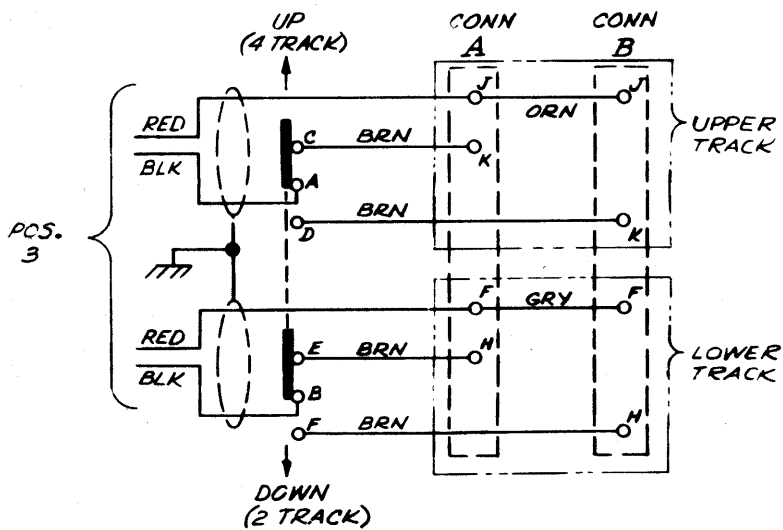 UP
(4 TRACK)
CONN
A
CONN
B
J
J
RED
ORN
UPPER
TRACK
C
BRN
K
BLK
A
D
BRN
K
POS.
3
F
GRY
F
RED
E
BRN
H
LOWER
TRACK
BLK
B
F
BRN
H
DOWN
(2 TRACK)